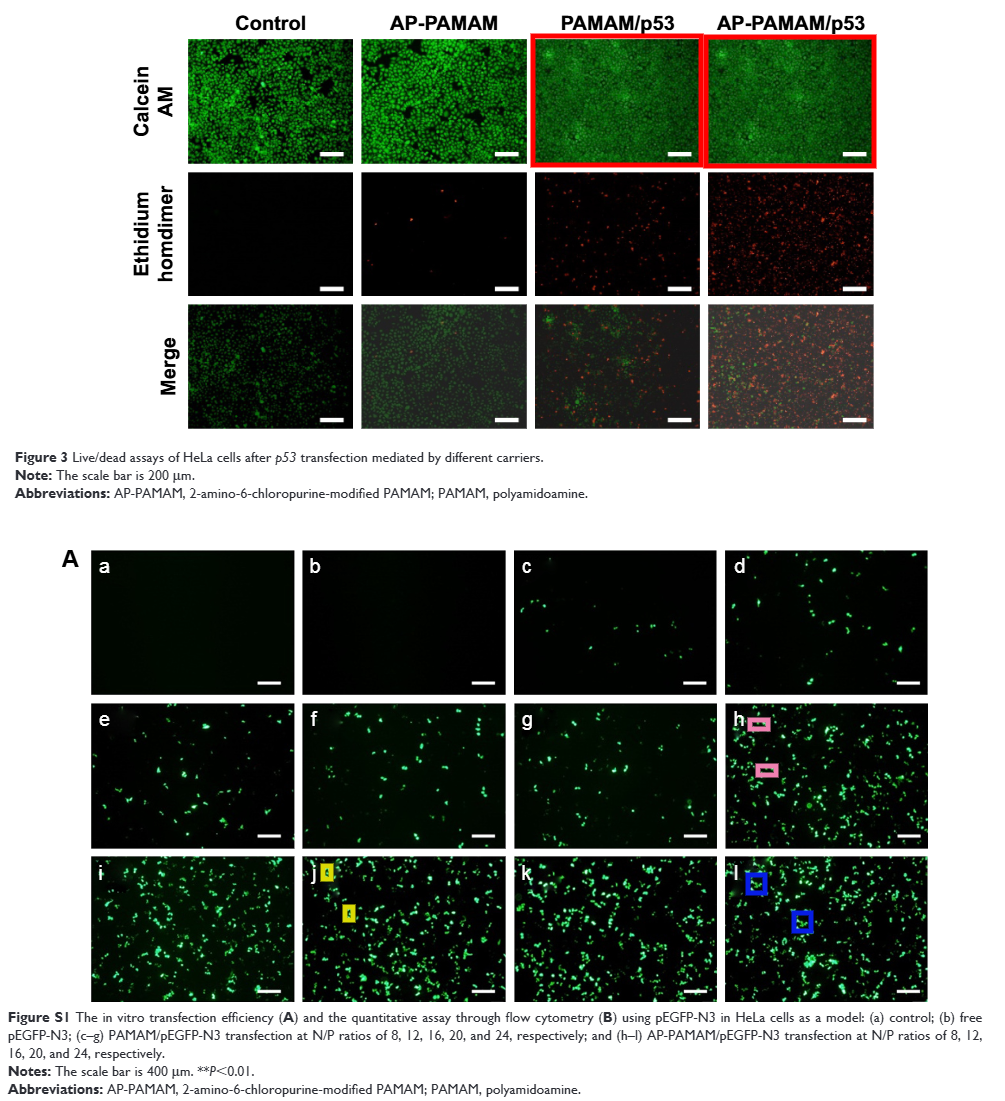 Control AP-PAMAM PAMAM/p53 AP-PAMAM/p53
Calcein
AM
Ethidium
homdimer
Merge
Figure 3 Live/dead assays of HeLa cells after p53 transfection mediated by different carriers.
Note: The scale bar is 200 μm.
Abbreviations: AP-PAMAM, 2-amino-6-chloropurine-modified PAMAM; PAMAM, polyamidoamine.
A
a b c d
e f g h
i j k l
Figure S1 The in vitro transfection efficiency (A) and the quantitative assay through flow cytometry (B) using pEGFP-N3 in HeLa cells as a model: (a) control; (b) free
pEGFP-N3; (c–g) PAMAM/pEGFP-N3 transfection at N/P ratios of 8, 12, 16, 20, and 24, respectively; and (h–l) AP-PAMAM/pEGFP-N3 transfection at N/P ratios of 8, 12,
16, 20, and 24, respectively.
Notes: The scale bar is 400 μm. **P<0.01.
Abbreviations: AP-PAMAM, 2-amino-6-chloropurine-modified PAMAM; PAMAM, polyamidoamine.